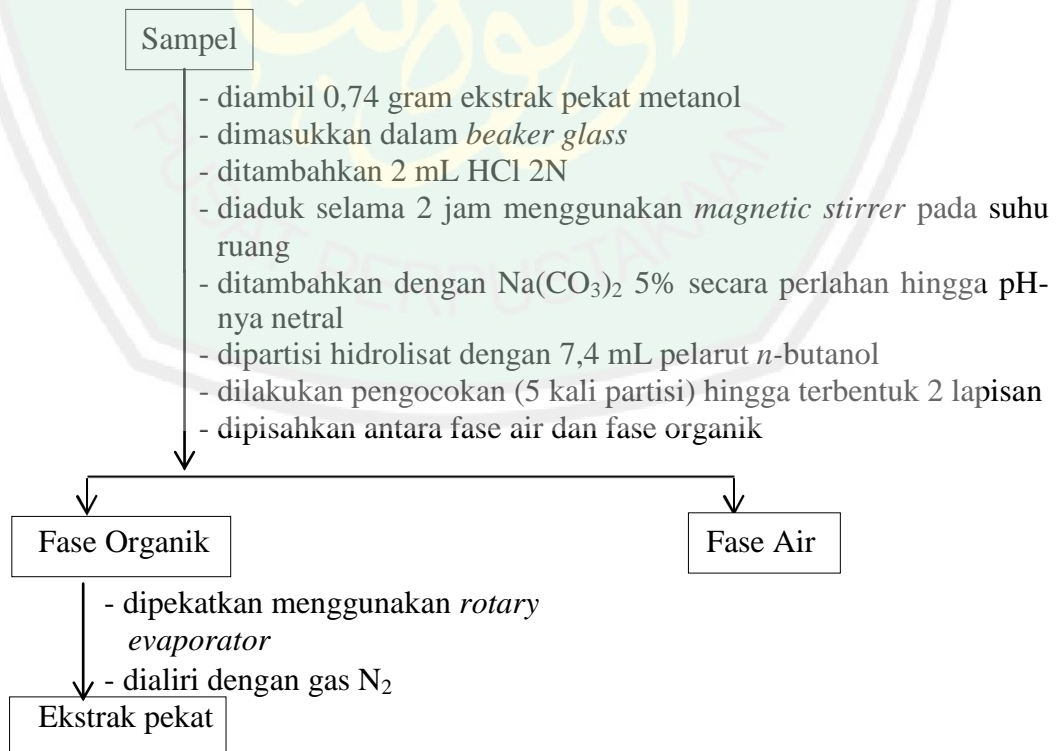 Sampel
- diambil 0,74 gram ekstrak pekat metanol
- dimasukkan dalam beaker glass
- ditambahkan 2 mL HCl 2N
- diaduk selama 2 jam menggunakan magnetic stirrer pada suhu
ruang
- ditambahkan dengan Na(CO₃)₂ 5% secara perlahan hingga pH-
nya netral
- dipartisi hidrolisat dengan 7,4 mL pelarut n-butanol
- dilakukan pengocokan (5 kali partisi) hingga terbentuk 2 lapisan
- dipisahkan antara fase air dan fase organik
Fase Organik
Fase Air
- dipekatkan menggunakan rotary
evaporator
- dialiri dengan gas N₂
Ekstrak pekat
PUSAT PERPUSTAKAAN